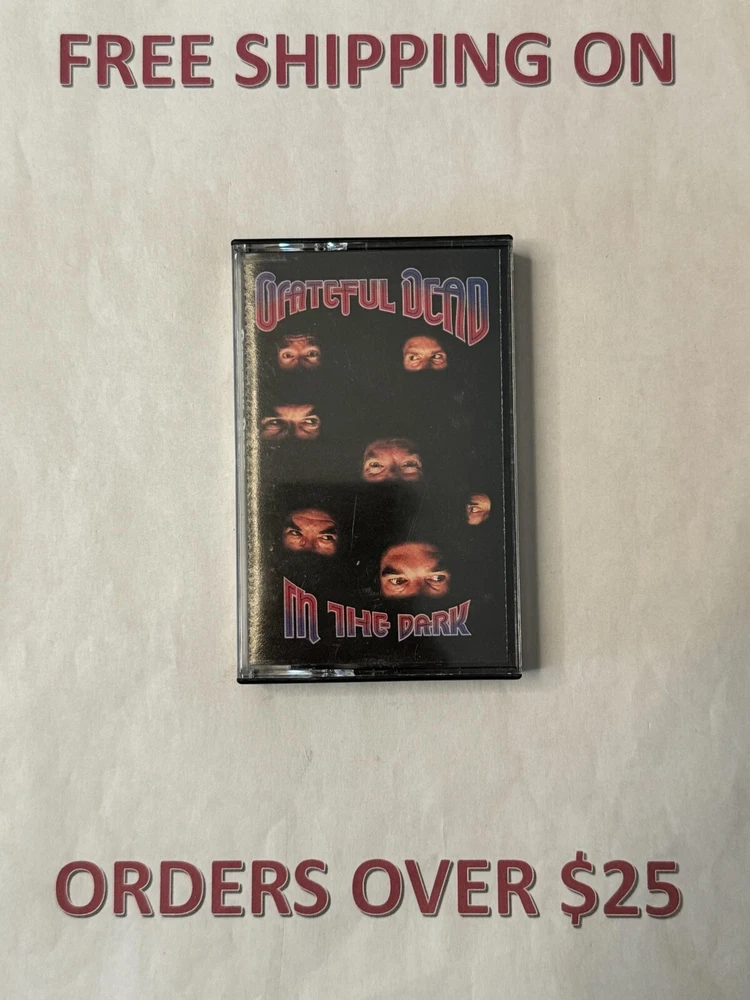 FREE SHIPPING ON
GRATEFUL DEAD
IN THE DARK
ORDERS OVER $25